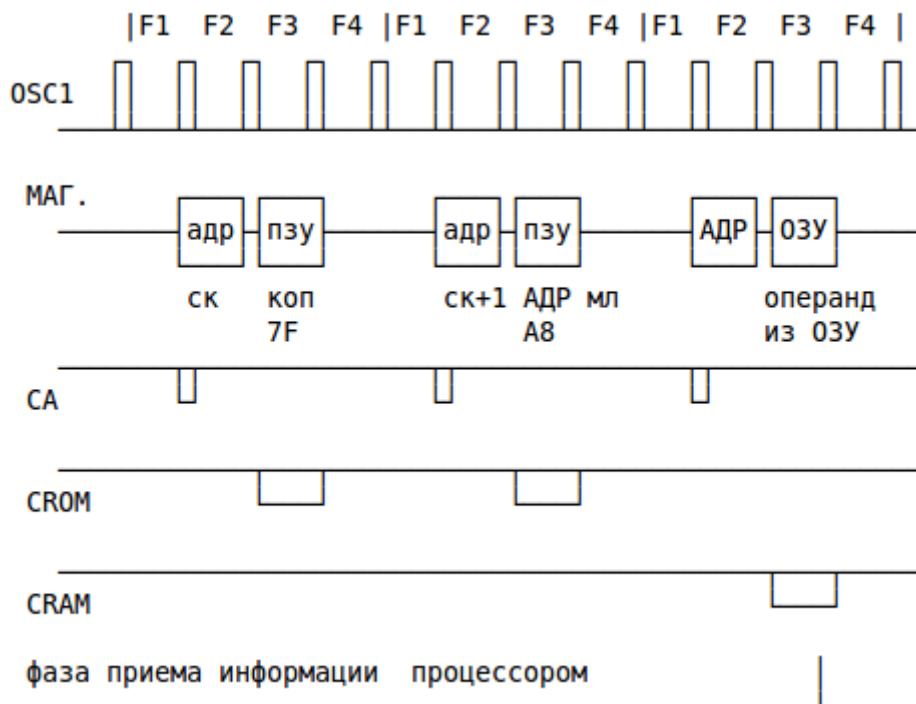 |F1 F2 F3 F4 |F1 F2 F3 F4 |F1 F2 F3 F4 |
OSC1
МАГ.
адр пзу адр пзу АДР ОЗУ
ск коп ск+1 АДР мл операнд
7F A8 из ОЗУ
CA
CROM
CRAM
фаза приема информации процессором